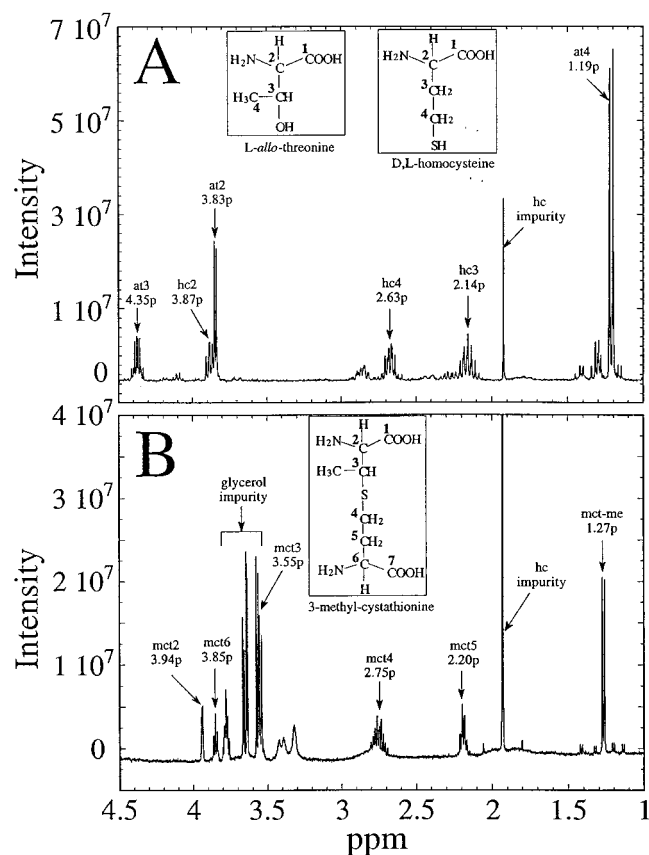 A
7 10⁷
5 10⁷
3 10⁷
1 10⁷
0
Intensity
H
H₂N 2 C 1 COOH
3
H₃C CH
4
OH
L-allo-threonine
H
H₂N 2 C 1 COOH
3 CH₂
4 CH₂
SH
D,L-homocysteine
at4
1.19p
at2
3.83p
hc
impurity
at3
4.35p
hc2
3.87p
hc4
2.63p
hc3
2.14p
B
4 10⁷
3 10⁷
2 10⁷
1 10⁷
0
Intensity
H
H₂N 2 C 1 COOH
3
H₃C CH
S
4 CH₂
5 CH₂
H₂N 6 C 7 COOH
H
3-methyl-cystathionine
glycerol
impurity
mct3
3.55p
mct-me
1.27p
hc
impurity
mct2
3.94p
mct6
3.85p
mct4
2.75p
mct5
2.20p
4.5 4 3.5 3 2.5 2 1.5 1
ppm